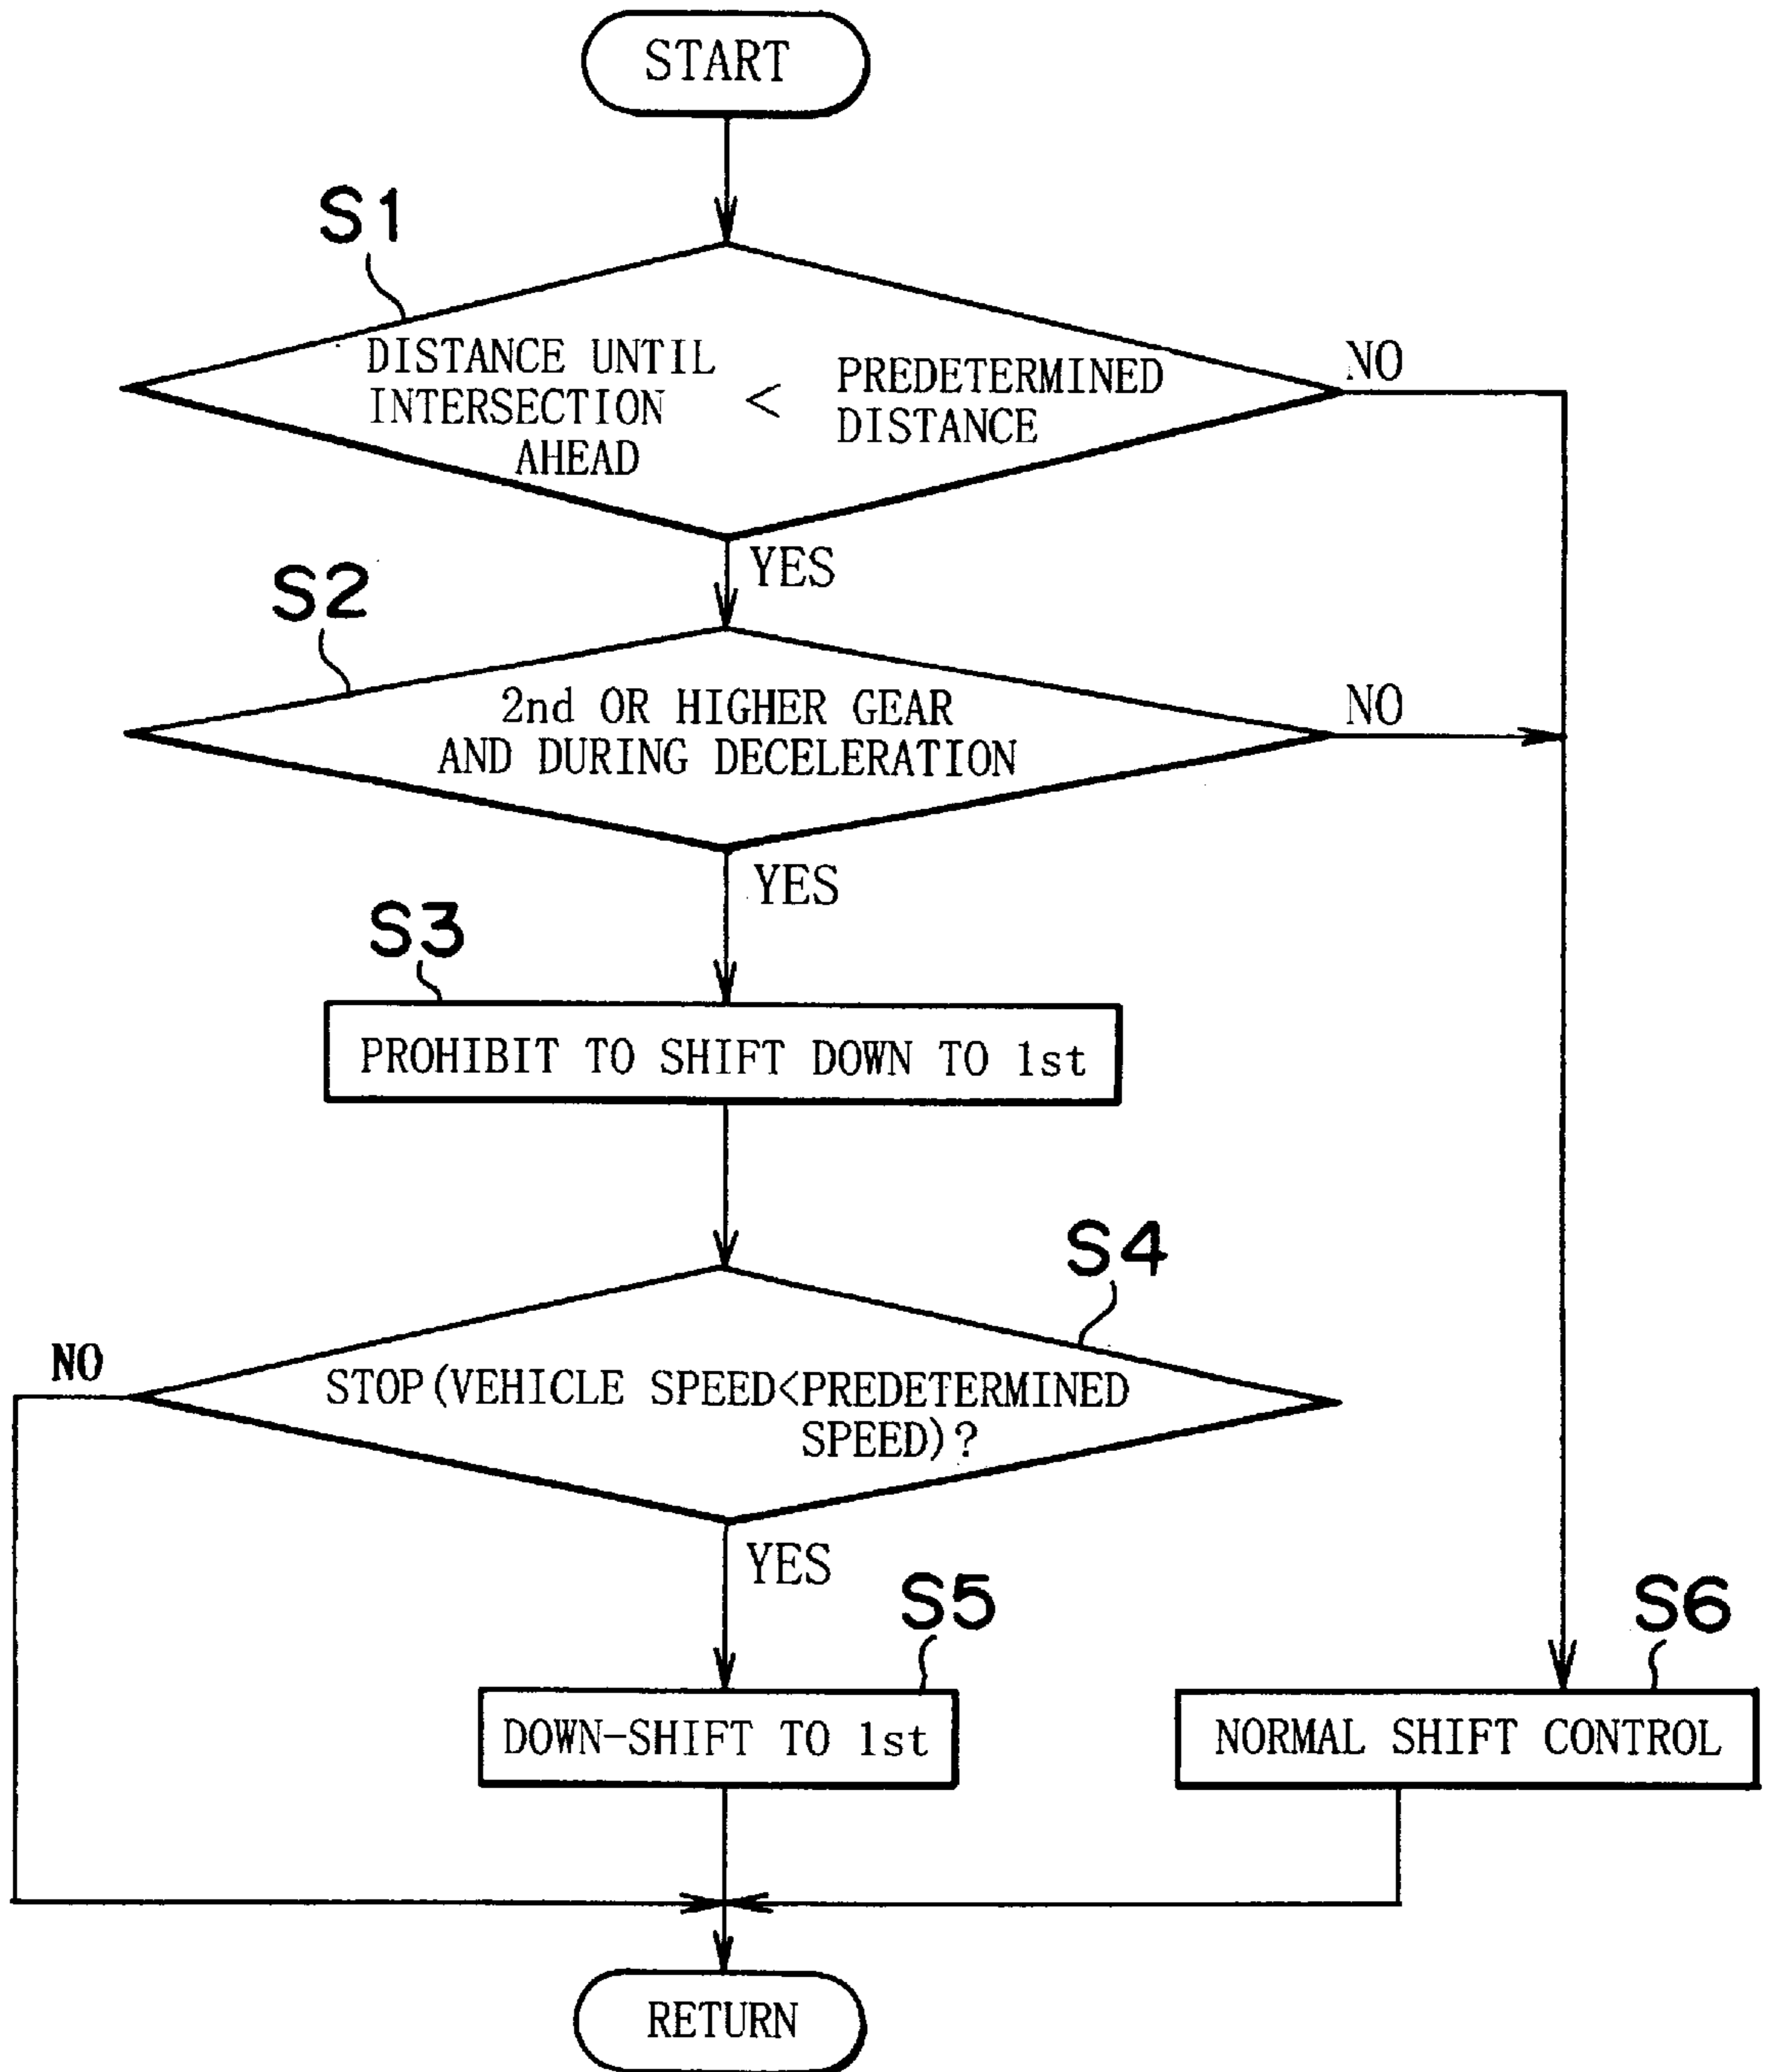 START
S1
DISTANCE UNTIL
INTERSECTION
AHEAD
<
PREDETERMINED
DISTANCE
NO
YES
S2
2nd OR HIGHER GEAR
AND DURING DECELERATION
NO
YES
S3
PROHIBIT TO SHIFT DOWN TO 1st
S4
NO
STOP(VEHICLE SPEED<PREDETERMINED
SPEED)?
YES
S5
DOWN-SHIFT TO 1st
S6
NORMAL SHIFT CONTROL
RETURN